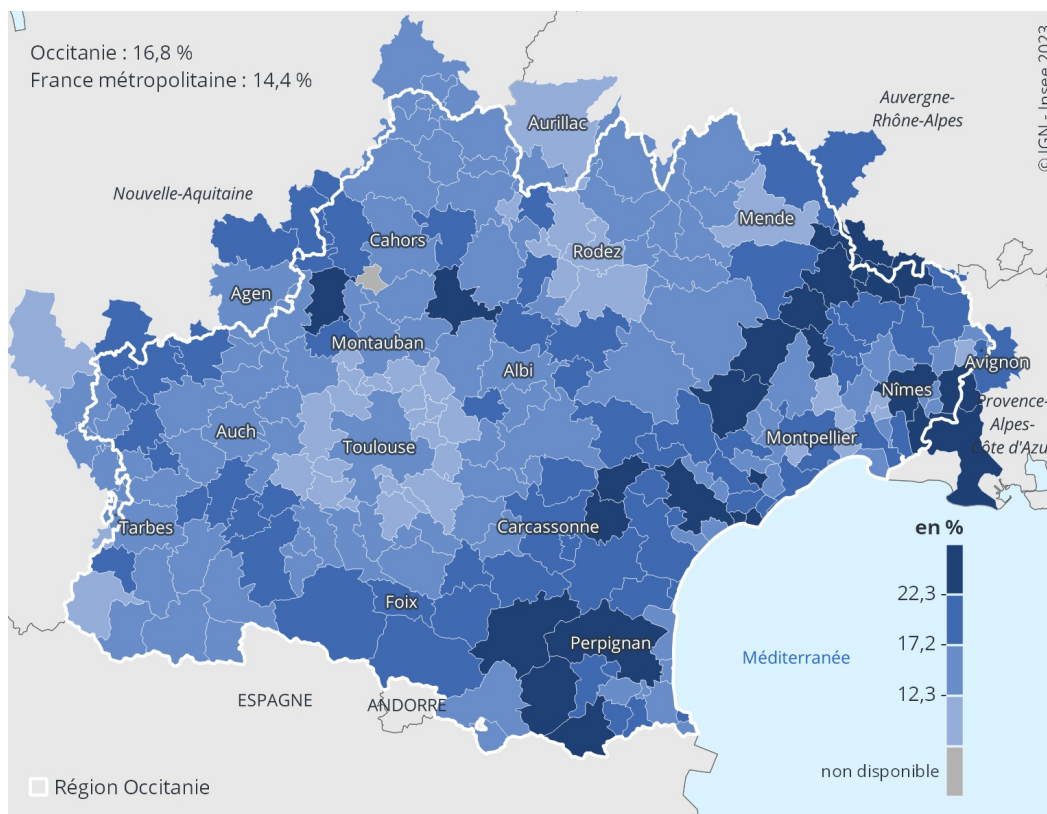 Occitanie : 16,8 %
France métropolitaine : 14,4 %
© IGN - Insee 2023
Auvergne-
Rhône-Alpes
Aurillac
Nouvelle-Aquitaine
Mende
Cahors
Rodez
Agen
Montauban
Albi
Avignon
Nîmes
Provence-
Alpes-
Côte d'Azu
Auch
Toulouse
Montpellier
Tarbes
Carcassonne
en %
22,3
17,2
12,3
non disponible
Foix
Perpignan
Méditerranée
ESPAGNE
ANDORRE
Région Occitanie